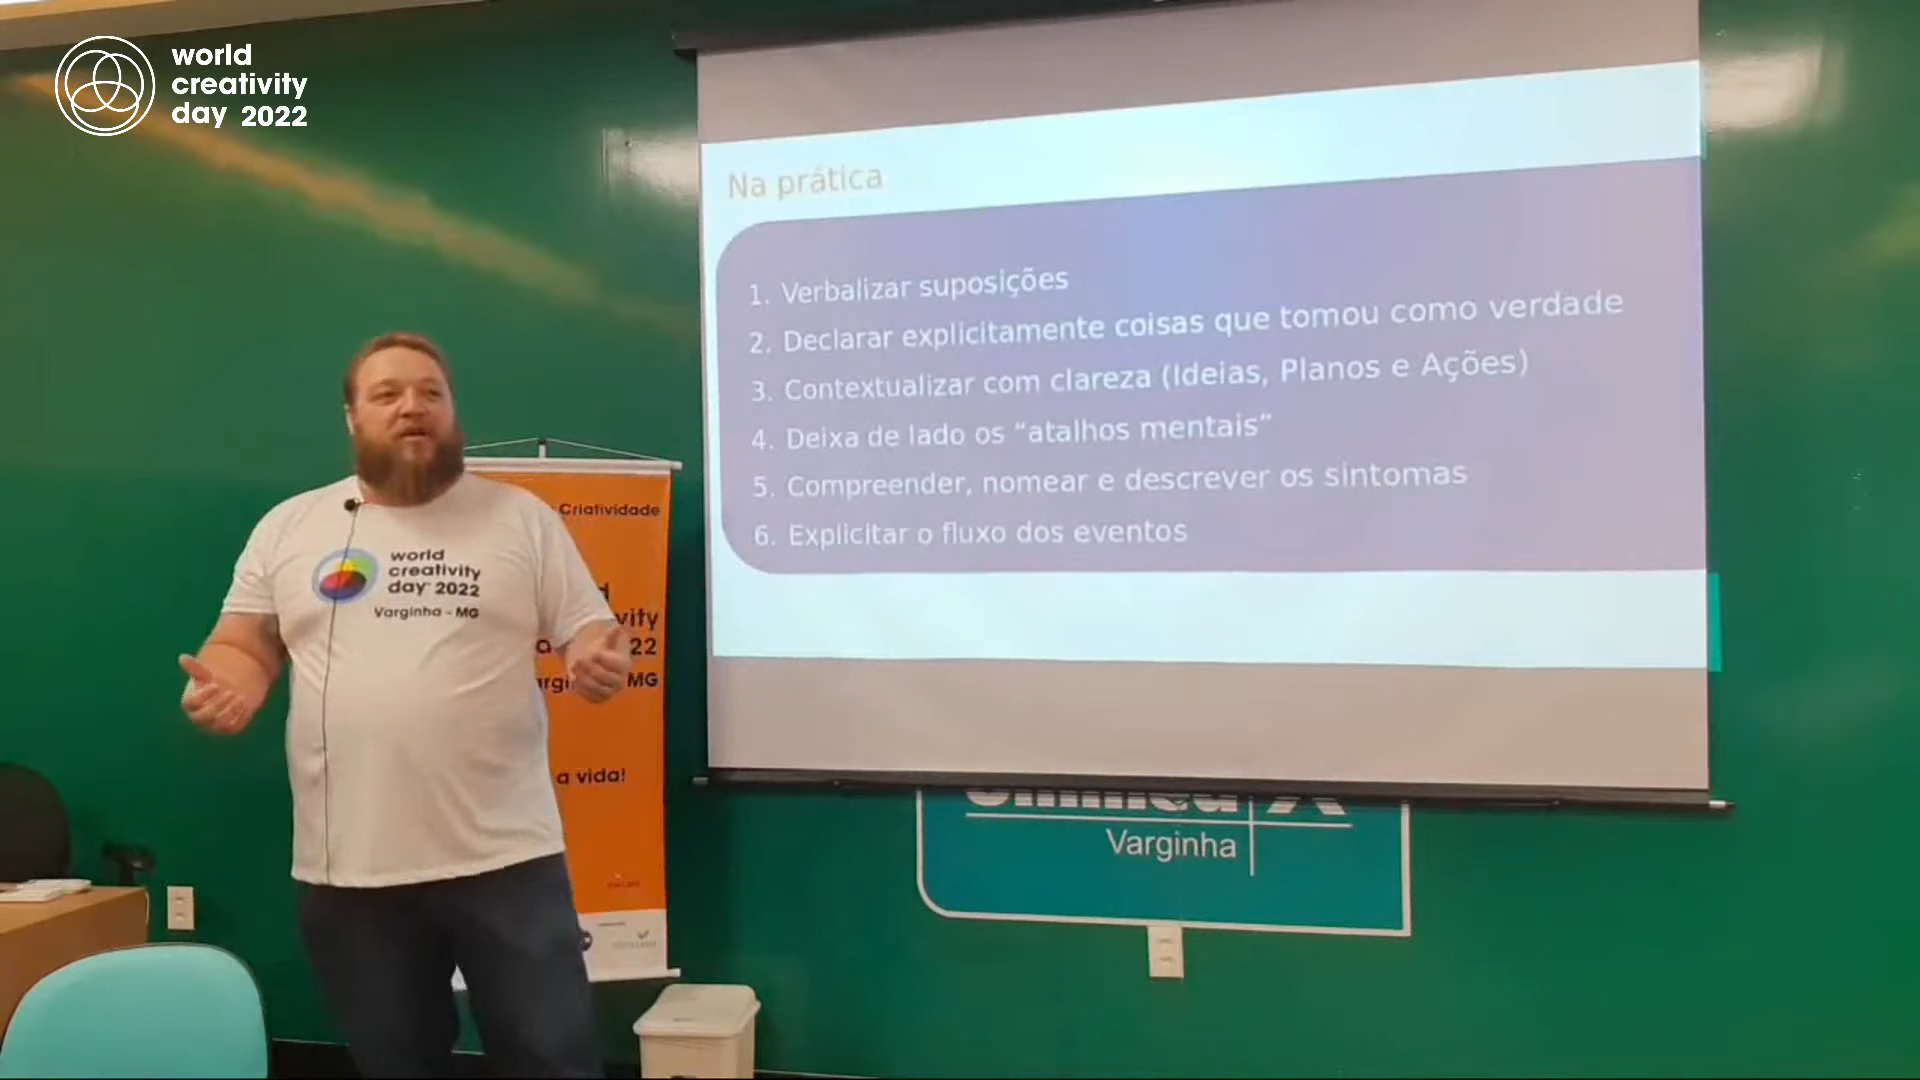 world
creativity
day 2022
Na prática
1. Verbalizar suposições
2. Declarar explicitamente coisas que tomou como verdade
3. Contextualizar com clareza (Ideias, Planos e Ações)
4. Deixa de lado os “atalhos mentais”
5. Compreender, nomear e descrever os sintomas
6. Explicitar o fluxo dos eventos
world
creativity
day 2022
Varginha - MG
Criatividade
22
MG
a vida!
Varginha